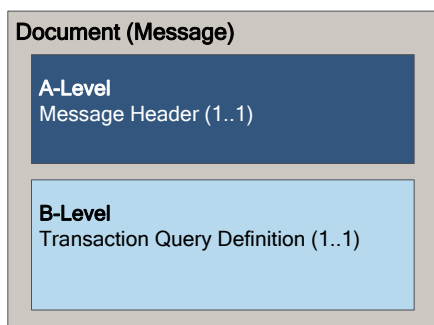 Document (Message)
A-Level
Message Header (1..1)
B-Level
Transaction Query Definition (1..1)